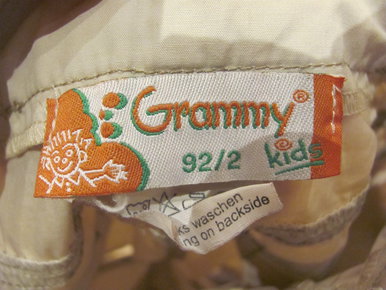 Grammy®
92/2 kids
ks waschen
ng on backside